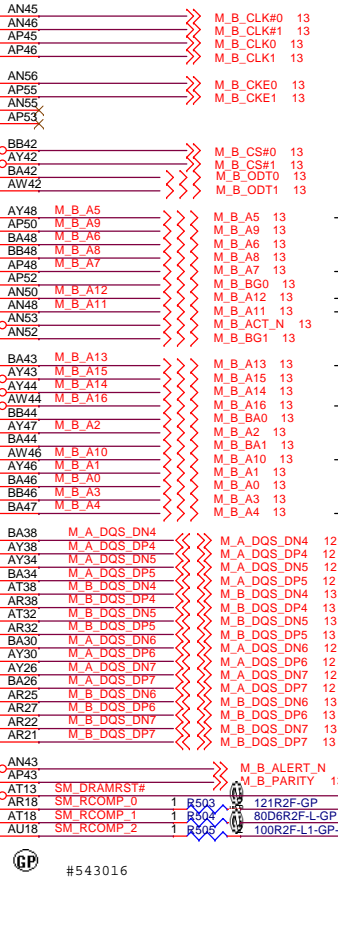 AN45 M_B_CLK#0 13
AN46 M_B_CLK#1 13
AP45 M_B_CLK0 13
AP46 M_B_CLK1 13
AN56 M_B_CKE0 13
AP55 M_B_CKE1 13
AN55
AP53
BB42 M_B_CS#0 13
AY42 M_B_CS#1 13
BA42 M_B_ODT0 13
AW42 M_B_ODT1 13
AY48 M_B_A5 M_B_A5 13
AP50 M_B_A9 M_B_A9 13
BA48 M_B_A6 M_B_A6 13
BB48 M_B_A8 M_B_A8 13
AP48 M_B_A7 M_B_A7 13
AP52 M_B_BG0 13
AN50 M_B_A12 M_B_A12 13
AN48 M_B_A11 M_B_A11 13
AN53 M_B_ACT_N 13
AN52 M_B_BG1 13
BA43 M_B_A13 M_B_A13 13
AY43 M_B_A15 M_B_A15 13
AY44 M_B_A14 M_B_A14 13
AW44 M_B_A16 M_B_A16 13
BB44 M_B_BA0 13
AY47 M_B_A2 M_B_A2 13
BA44 M_B_BA1 13
AW46 M_B_A10 M_B_A10 13
AY46 M_B_A1 M_B_A1 13
BA46 M_B_A0 M_B_A0 13
BB46 M_B_A3 M_B_A3 13
BA47 M_B_A4 M_B_A4 13
BA38 M_A_DQS_DN4 M_A_DQS_DN4 12
AY38 M_A_DQS_DP4 M_A_DQS_DP4 12
AY34 M_A_DQS_DN5 M_A_DQS_DN5 12
BA34 M_A_DQS_DP5 M_A_DQS_DP5 12
AT38 M_B_DQS_DN4 M_B_DQS_DN4 13
AR38 M_B_DQS_DP4 M_B_DQS_DP4 13
AT32 M_B_DQS_DN5 M_B_DQS_DN5 13
AR32 M_B_DQS_DP5 M_B_DQS_DP5 13
BA30 M_A_DQS_DN6 M_A_DQS_DN6 12
AY30 M_A_DQS_DP6 M_A_DQS_DP6 12
AY26 M_A_DQS_DN7 M_A_DQS_DN7 12
BA26 M_A_DQS_DP7 M_A_DQS_DP7 12
AR25 M_B_DQS_DN6 M_B_DQS_DN6 13
AR27 M_B_DQS_DP6 M_B_DQS_DP6 13
AR22 M_B_DQS_DN7 M_B_DQS_DN7 13
AR21 M_B_DQS_DP7 M_B_DQS_DP7 13
AN43 M_B_ALERT_N
AP43 M_B_PARITY
AT13 SM_DRAMRST#
AR18 SM_RCOMP_0 1 R503 2 121R2F-GP
AT18 SM_RCOMP_1 1 R504 80D6R2F-L-GP
AU18 SM_RCOMP_2 1 R505 2 100R2F-L1-GP-
GP #543016